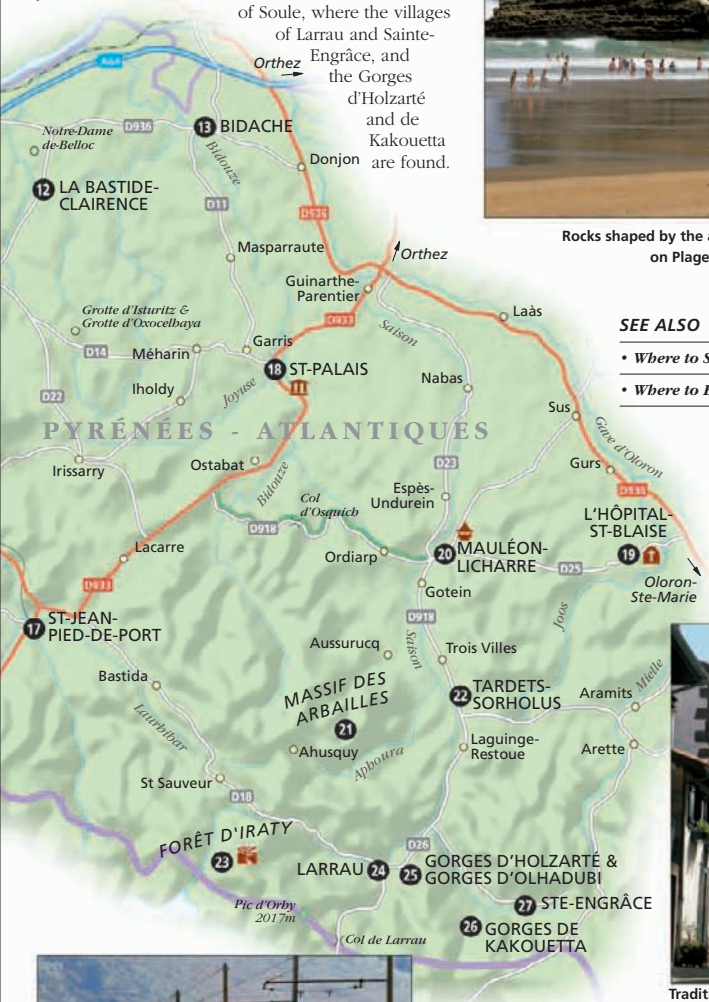 of Soule, where the villages
of Larrau and Sainte-
Engrâce, and
the Gorges
d'Holzarté
and de
Kakouetta
are found.
Rocks shaped by the
on Plage
SEE ALSO
• Where to
• Where to
A64
Orthez
Notre-Dame
de-Belloc
D936
13 BIDACHE
Bidouze
Donjon
12 LA BASTIDE-
CLAIRENCE
D11
D936
Masparraute
Orthez
Guinarthe-
Parentier
Laàs
Grotte d'Isturitz &
Grotte d'Oxocelhaya
D933
Saison
D14
Méharin
Garris
18 ST-PALAIS
D22
Iholdy
Joyuse
Nabas
Sus
PYRÉNÉES - ATLANTIQUES
Gave d'Oloron
Irissarry
Ostabat
Bidouze
D23
Gurs
D936
Col
d'Osquich
Espès-
Undurein
L'HÔPITAL-
ST-BLAISE
19
D918
Lacarre
Ordiarp
20 MAULÉON-
LICHARRE
D25
D933
Gotein
Oloron-
Ste-Marie
17 ST-JEAN-
PIED-DE-PORT
D918
Joos
Aussurucq
Saison
Trois Villes
Bastida
MASSIF DES
ARBAILLES
21
22 TARDETS-
SORHOLUS
Aramits
Mielle
Laurhibar
Ahusquy
Aphoura
Laguinge-
Restoue
Arette
St Sauveur
D18
FORÊT D'IRATY
23
D26
LARRAU 24
25 GORGES D'HOLZARTÉ &
GORGES D'OLHADUBI
Pic d'Orhy
2017m
27 STE-ENGRÂCE
Col de Larrau
26 GORGES DE
KAKOUETTA
Tradit